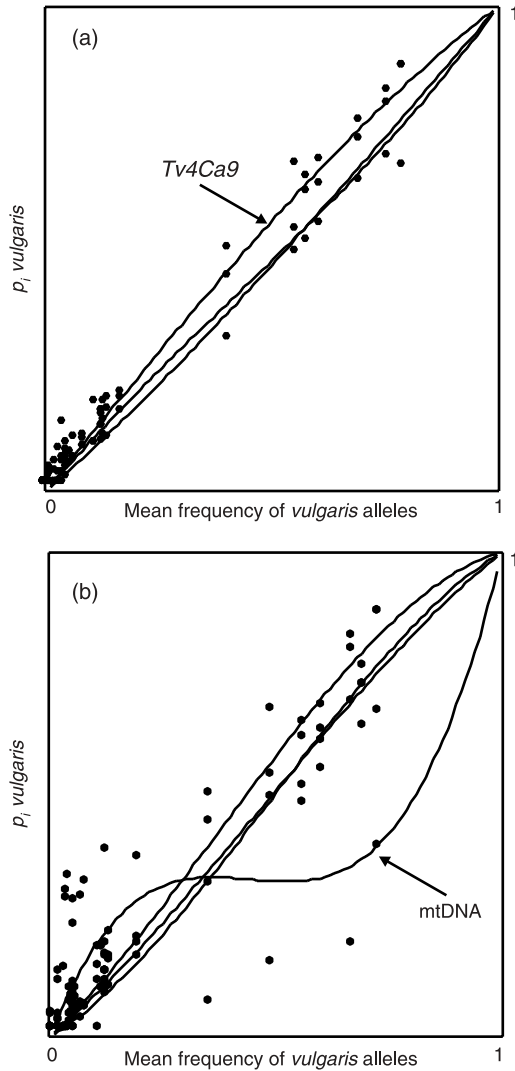 (a)
1
Tv4Ca9
p_i vulgaris
0
1
Mean frequency of vulgaris alleles
(b)
1
p_i vulgaris
mtDNA
0
1
Mean frequency of vulgaris alleles